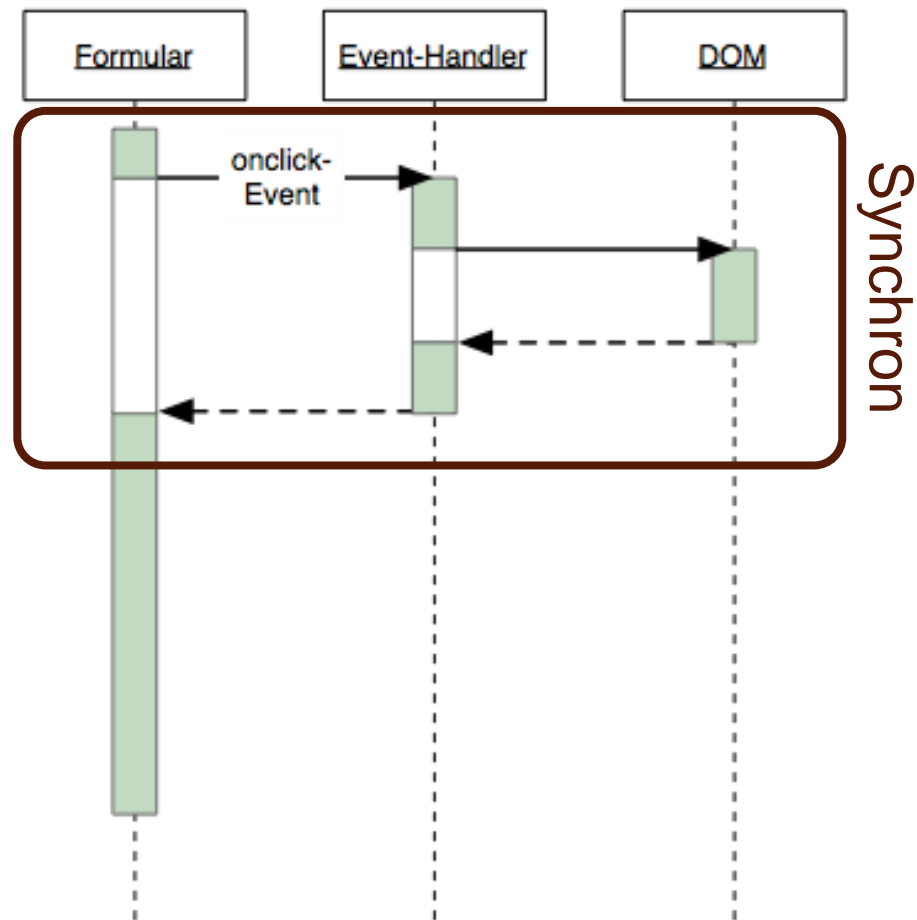 Formular
Event-Handler
DOM
onclick-
Event
Synchron